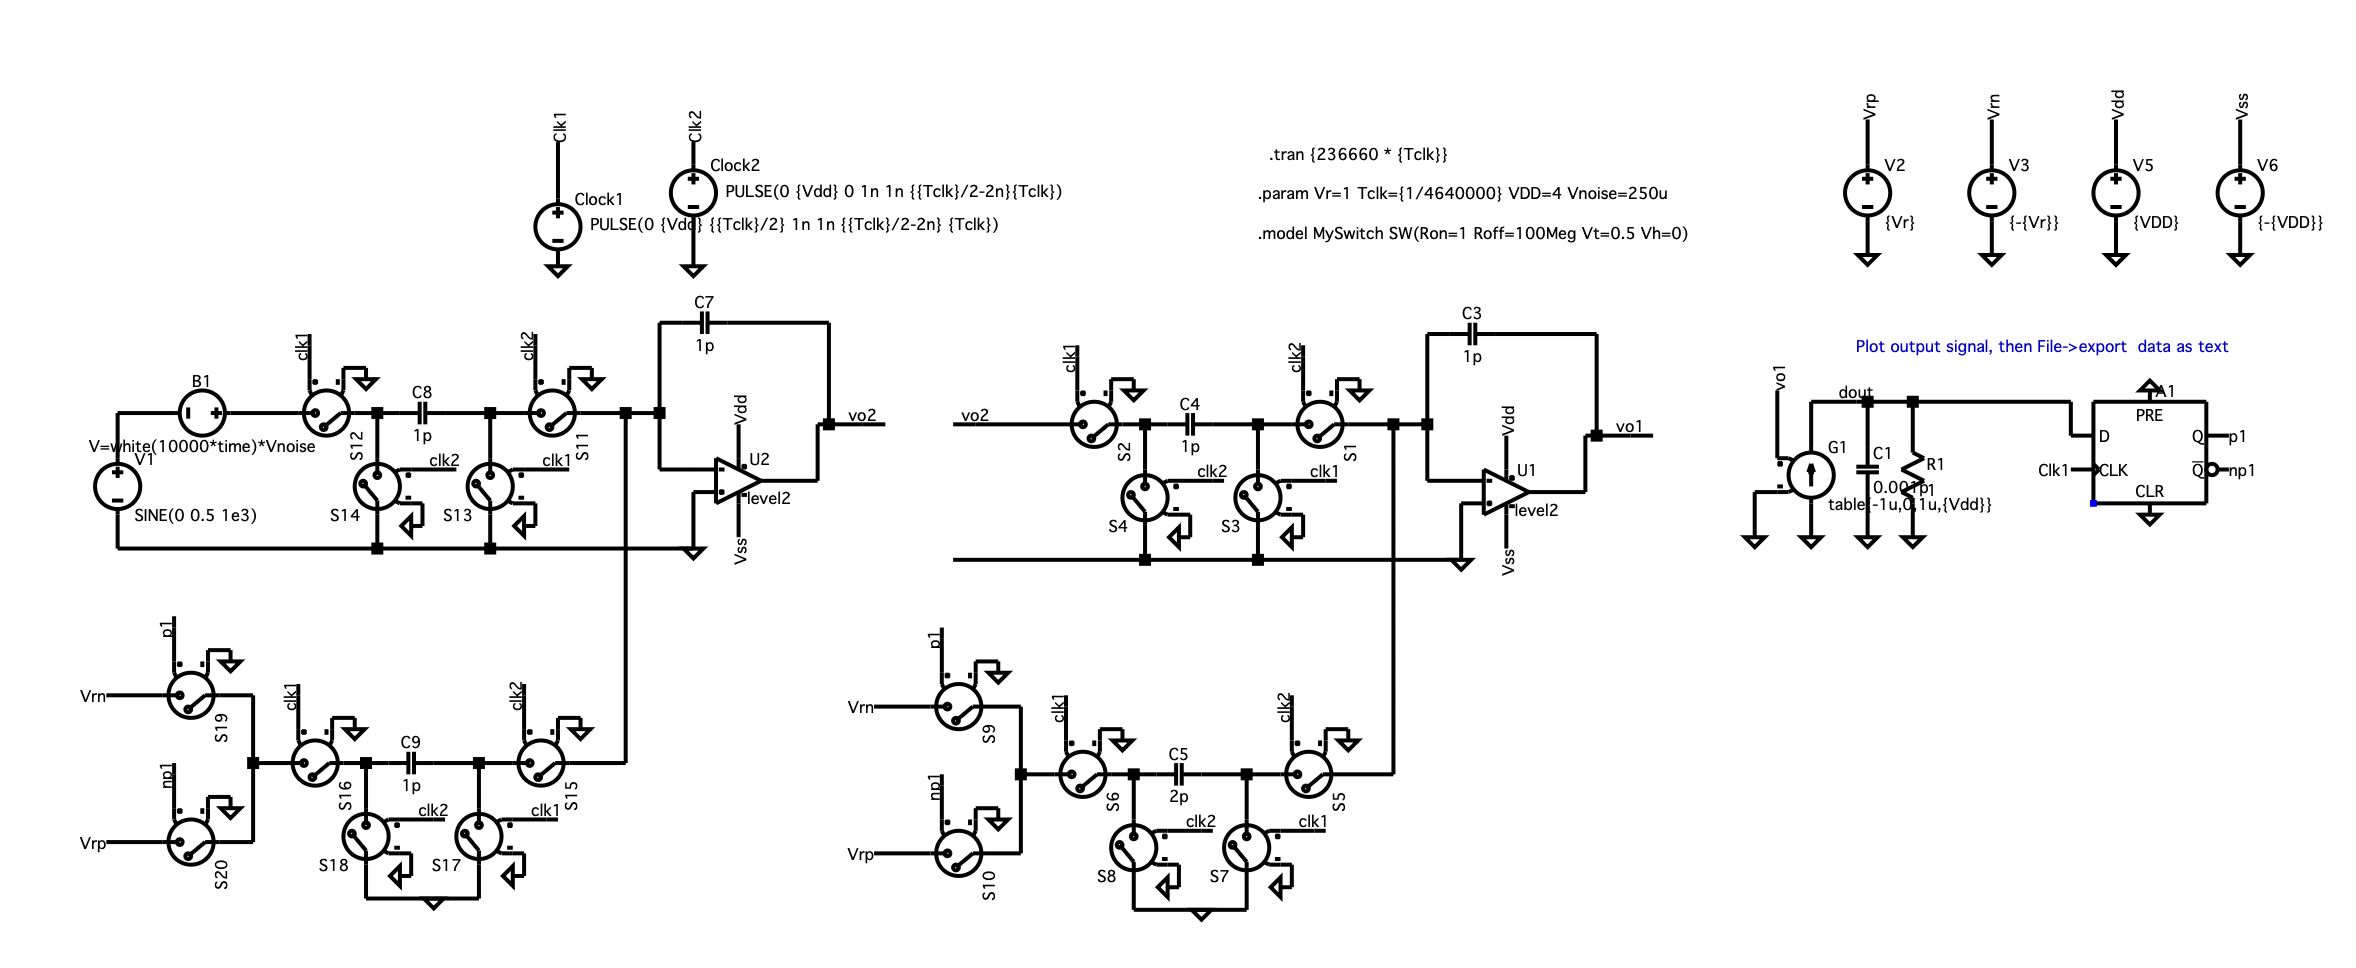 Clk1
Clk2
Clock2
PULSE(0 {Vdd} 0 1n 1n {{Tclk}/2-2n}{Tclk})
Clock1
PULSE(0 {Vdd} {{Tclk}/2} 1n 1n {{Tclk}/2-2n} {Tclk})
.tran {236660 * {Tclk}}
.param Vr=1 Tclk={1/4640000} VDD=4 Vnoise=250u
.model MySwitch SW(Ron=1 Roff=100Meg Vt=0.5 Vh=0)
Vrp
V2
{Vr}
Vrn
V3
{-{Vr}}
Vdd
V5
{VDD}
Vss
V6
{-{VDD}}
B1
V=white(10000*time)*Vnoise
V1
SINE(0 0.5 1e3)
clk1
S12
C8
1p
clk2
S11
clk2
S14
clk1
S13
C7
1p
Vdd
U2
level2
Vss
vo2
vo2
clk1
S2
C4
1p
clk2
S1
clk2
S4
clk1
S3
C3
1p
Vdd
U1
level2
Vss
vo1
Plot output signal, then File->export  data as text
vo1
G1
table(-1u,0,1u,{Vdd})
dout
C1
0.001p
R1
1
A1
PRE
D
Q
p1
Clk1
CLK
Q
np1
CLR
p1
Vrn
S19
np1
Vrp
S20
clk1
S16
C9
1p
clk2
S15
clk2
S18
clk1
S17
p1
Vrn
S9
np1
Vrp
S10
clk1
S6
C5
2p
clk2
S5
clk2
S8
clk1
S7